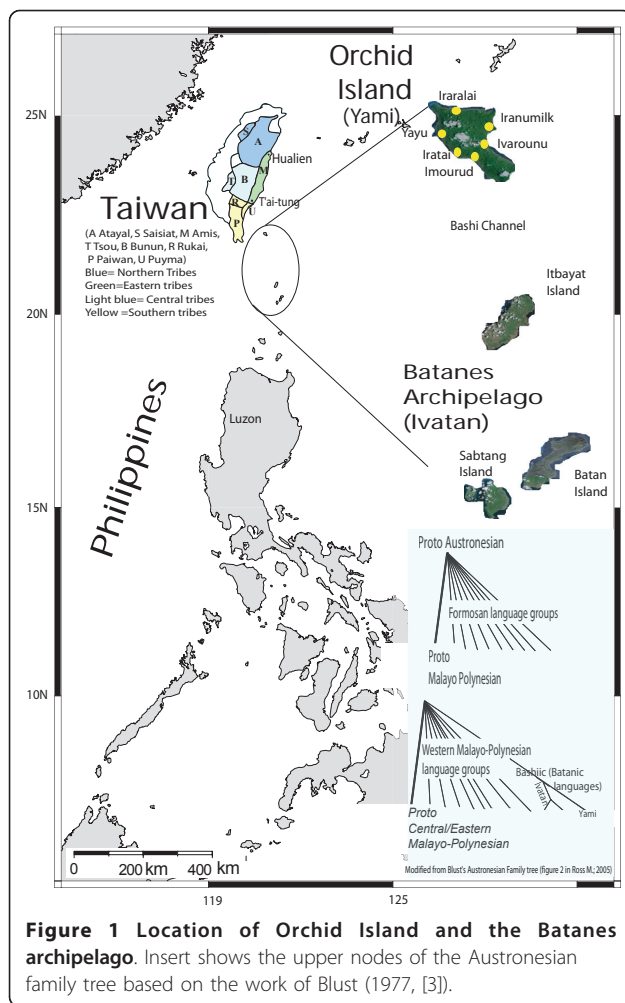 Orchid
Island
(Yami)
Iraralai
Iranumilk
Yayu
Ivarounu
Iratai
Imourud
25N
20N
15N
10N
S
A
Hualien
M
B
T
R
T'ai-tung
U
P
Taiwan
(A Atayal, S Saisiat, M Amis,
T Tsou, B Bunun, R Rukai,
P Paiwan, U Puyma)
Blue= Northern Tribes
Green=Eastern tribes
Light blue= Central tribes
Yellow =Southern tribes
Bashi Channel
Itbayat
Island
Batanes
Archipelago
(Ivatan)
Sabtang
Island
Batan
Island
Luzon
Philippines
Proto Austronesian
Formosan language groups
Proto
Malayo Polynesian
Western Malayo-Polynesian
language groups
Bashiic (Batanic
languages)
Ivatan
Yami
Proto
Central/Eastern
Malayo-Polynesian
Modified from Blust's Austronesian Family tree (figure 2 in Ross M.; 2005)
0 200 km 400 km
119
125
Figure 1 Location of Orchid Island and the Batanes
archipelago. Insert shows the upper nodes of the Austronesian
family tree based on the work of Blust (1977, [3]).